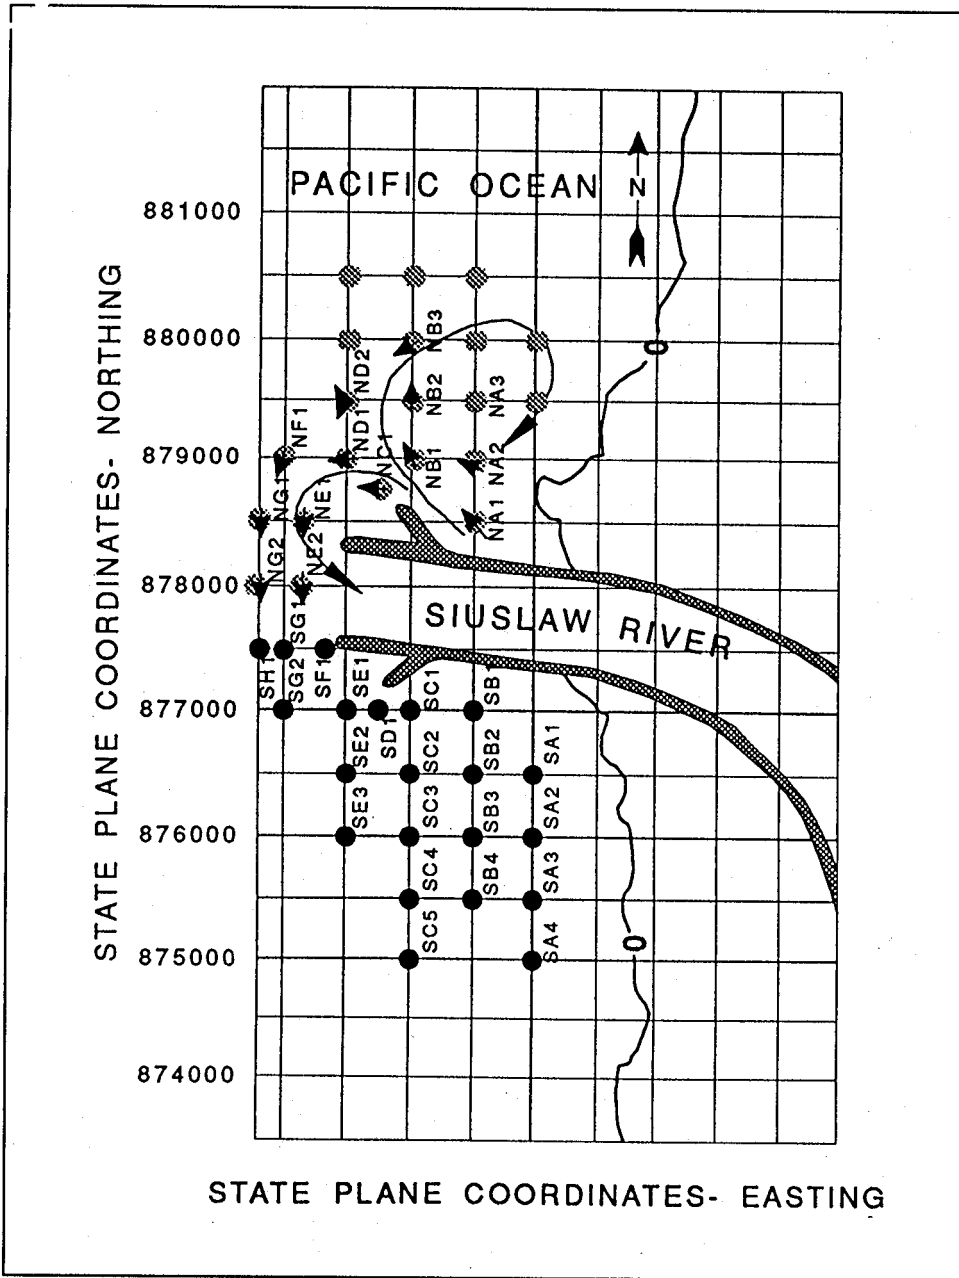 PACIFIC OCEAN
N
881000
880000
879000
878000
877000
876000
875000
874000
STATE PLANE COORDINATES- NORTHING
NB3
ND2
NB2
NA3
NF1
ND1
NC1
NB1
NA2
NG1
NE1
NA1
NG2
NE2
SIUSLAW RIVER
SG1
SH1
SG2
SF1
SE1
SC1
SB1
SD1
SE2
SC2
SB2
SA1
SE3
SC3
SB3
SA2
SC4
SB4
SA3
SC5
SA4
0
0
STATE PLANE COORDINATES- EASTING